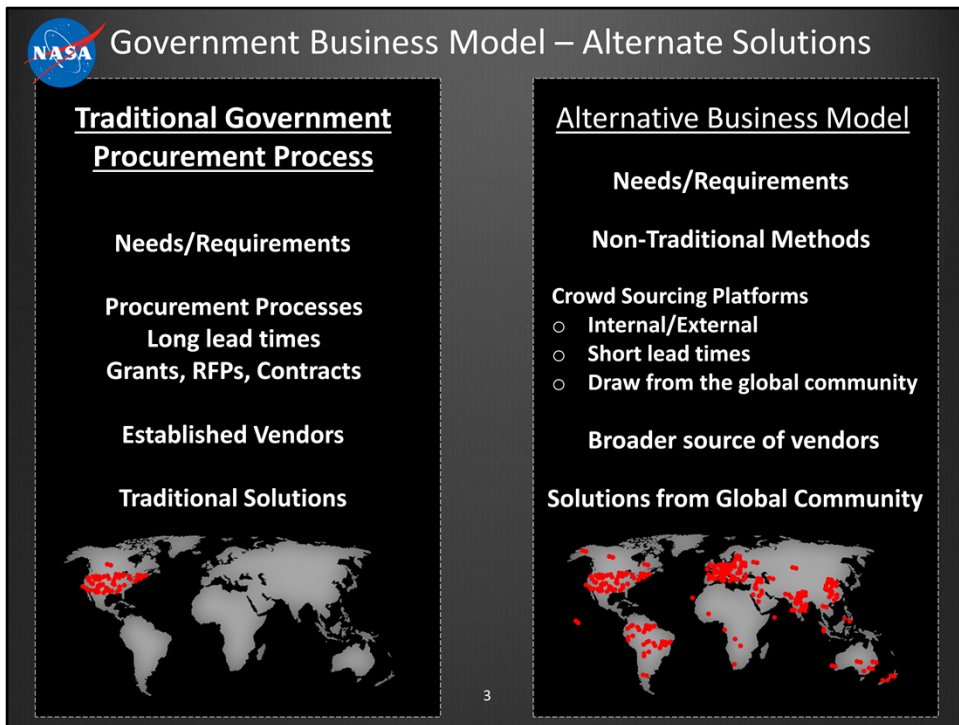 NASA
Government Business Model – Alternate Solutions
Traditional Government
Procurement Process
Needs/Requirements
Procurement Processes
Long lead times
Grants, RFPs, Contracts
Established Vendors
Traditional Solutions
Alternative Business Model
Needs/Requirements
Non-Traditional Methods
Crowd Sourcing Platforms
o Internal/External
o Short lead times
o Draw from the global community
Broader source of vendors
Solutions from Global Community
3